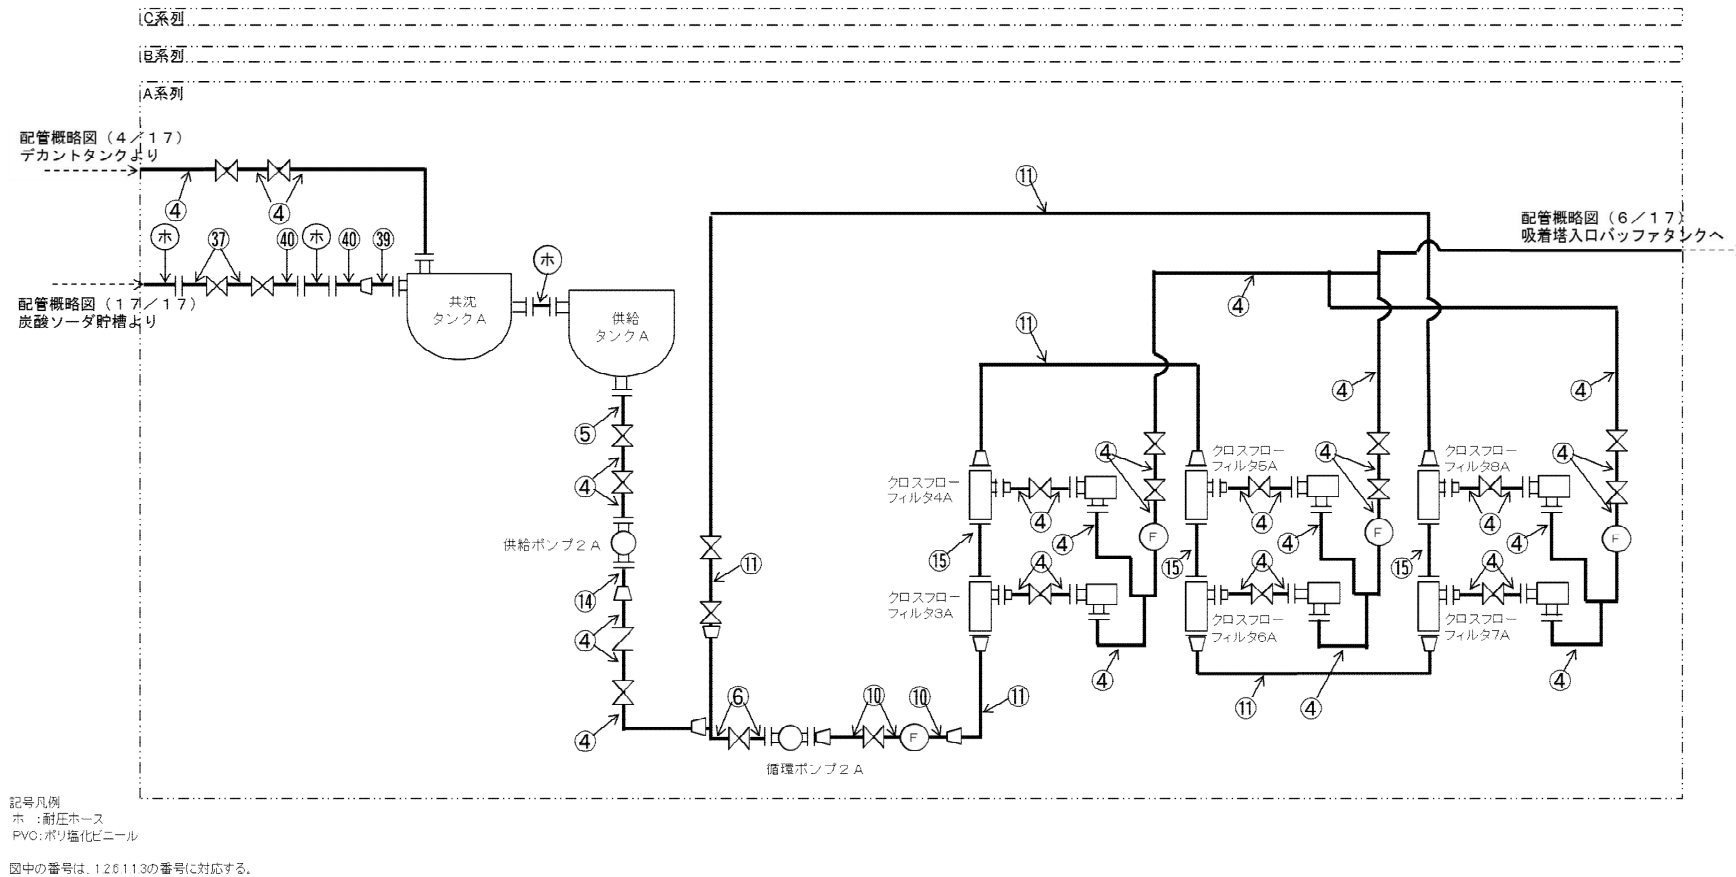 C系列
B系列
A系列
配管概略図（４／１７）
デカントタンクより
④
④
ホ
㊲
㊵
ホ
㊵
㊴
配管概略図（１７／１７）
炭酸ソーダ貯槽より
共沈
タンクA
ホ
供給
タンクA
⑪
配管概略図（６／１７）
吸着塔入口バッファタンクへ
④
⑪
④
④
⑤
④
供給ポンプ２A
⑭
④
④
⑪
⑥
循環ポンプ２A
⑩
F
⑩
⑪
クロスフロー
フィルタ4A
④
④
④
F
⑮
クロスフロー
フィルタ3A
④
④
クロスフロー
フィルタ5A
④
④
④
F
⑮
④
クロスフロー
フィルタ6A
④
⑪
クロスフロー
フィルタ8A
④
④
④
F
⑮
④
クロスフロー
フィルタ7A
④
記号凡例
ホ ：耐圧ホース
PVC：ポリ塩化ビニール
図中の番号は、1.2.6.1.1.3の番号に対応する。